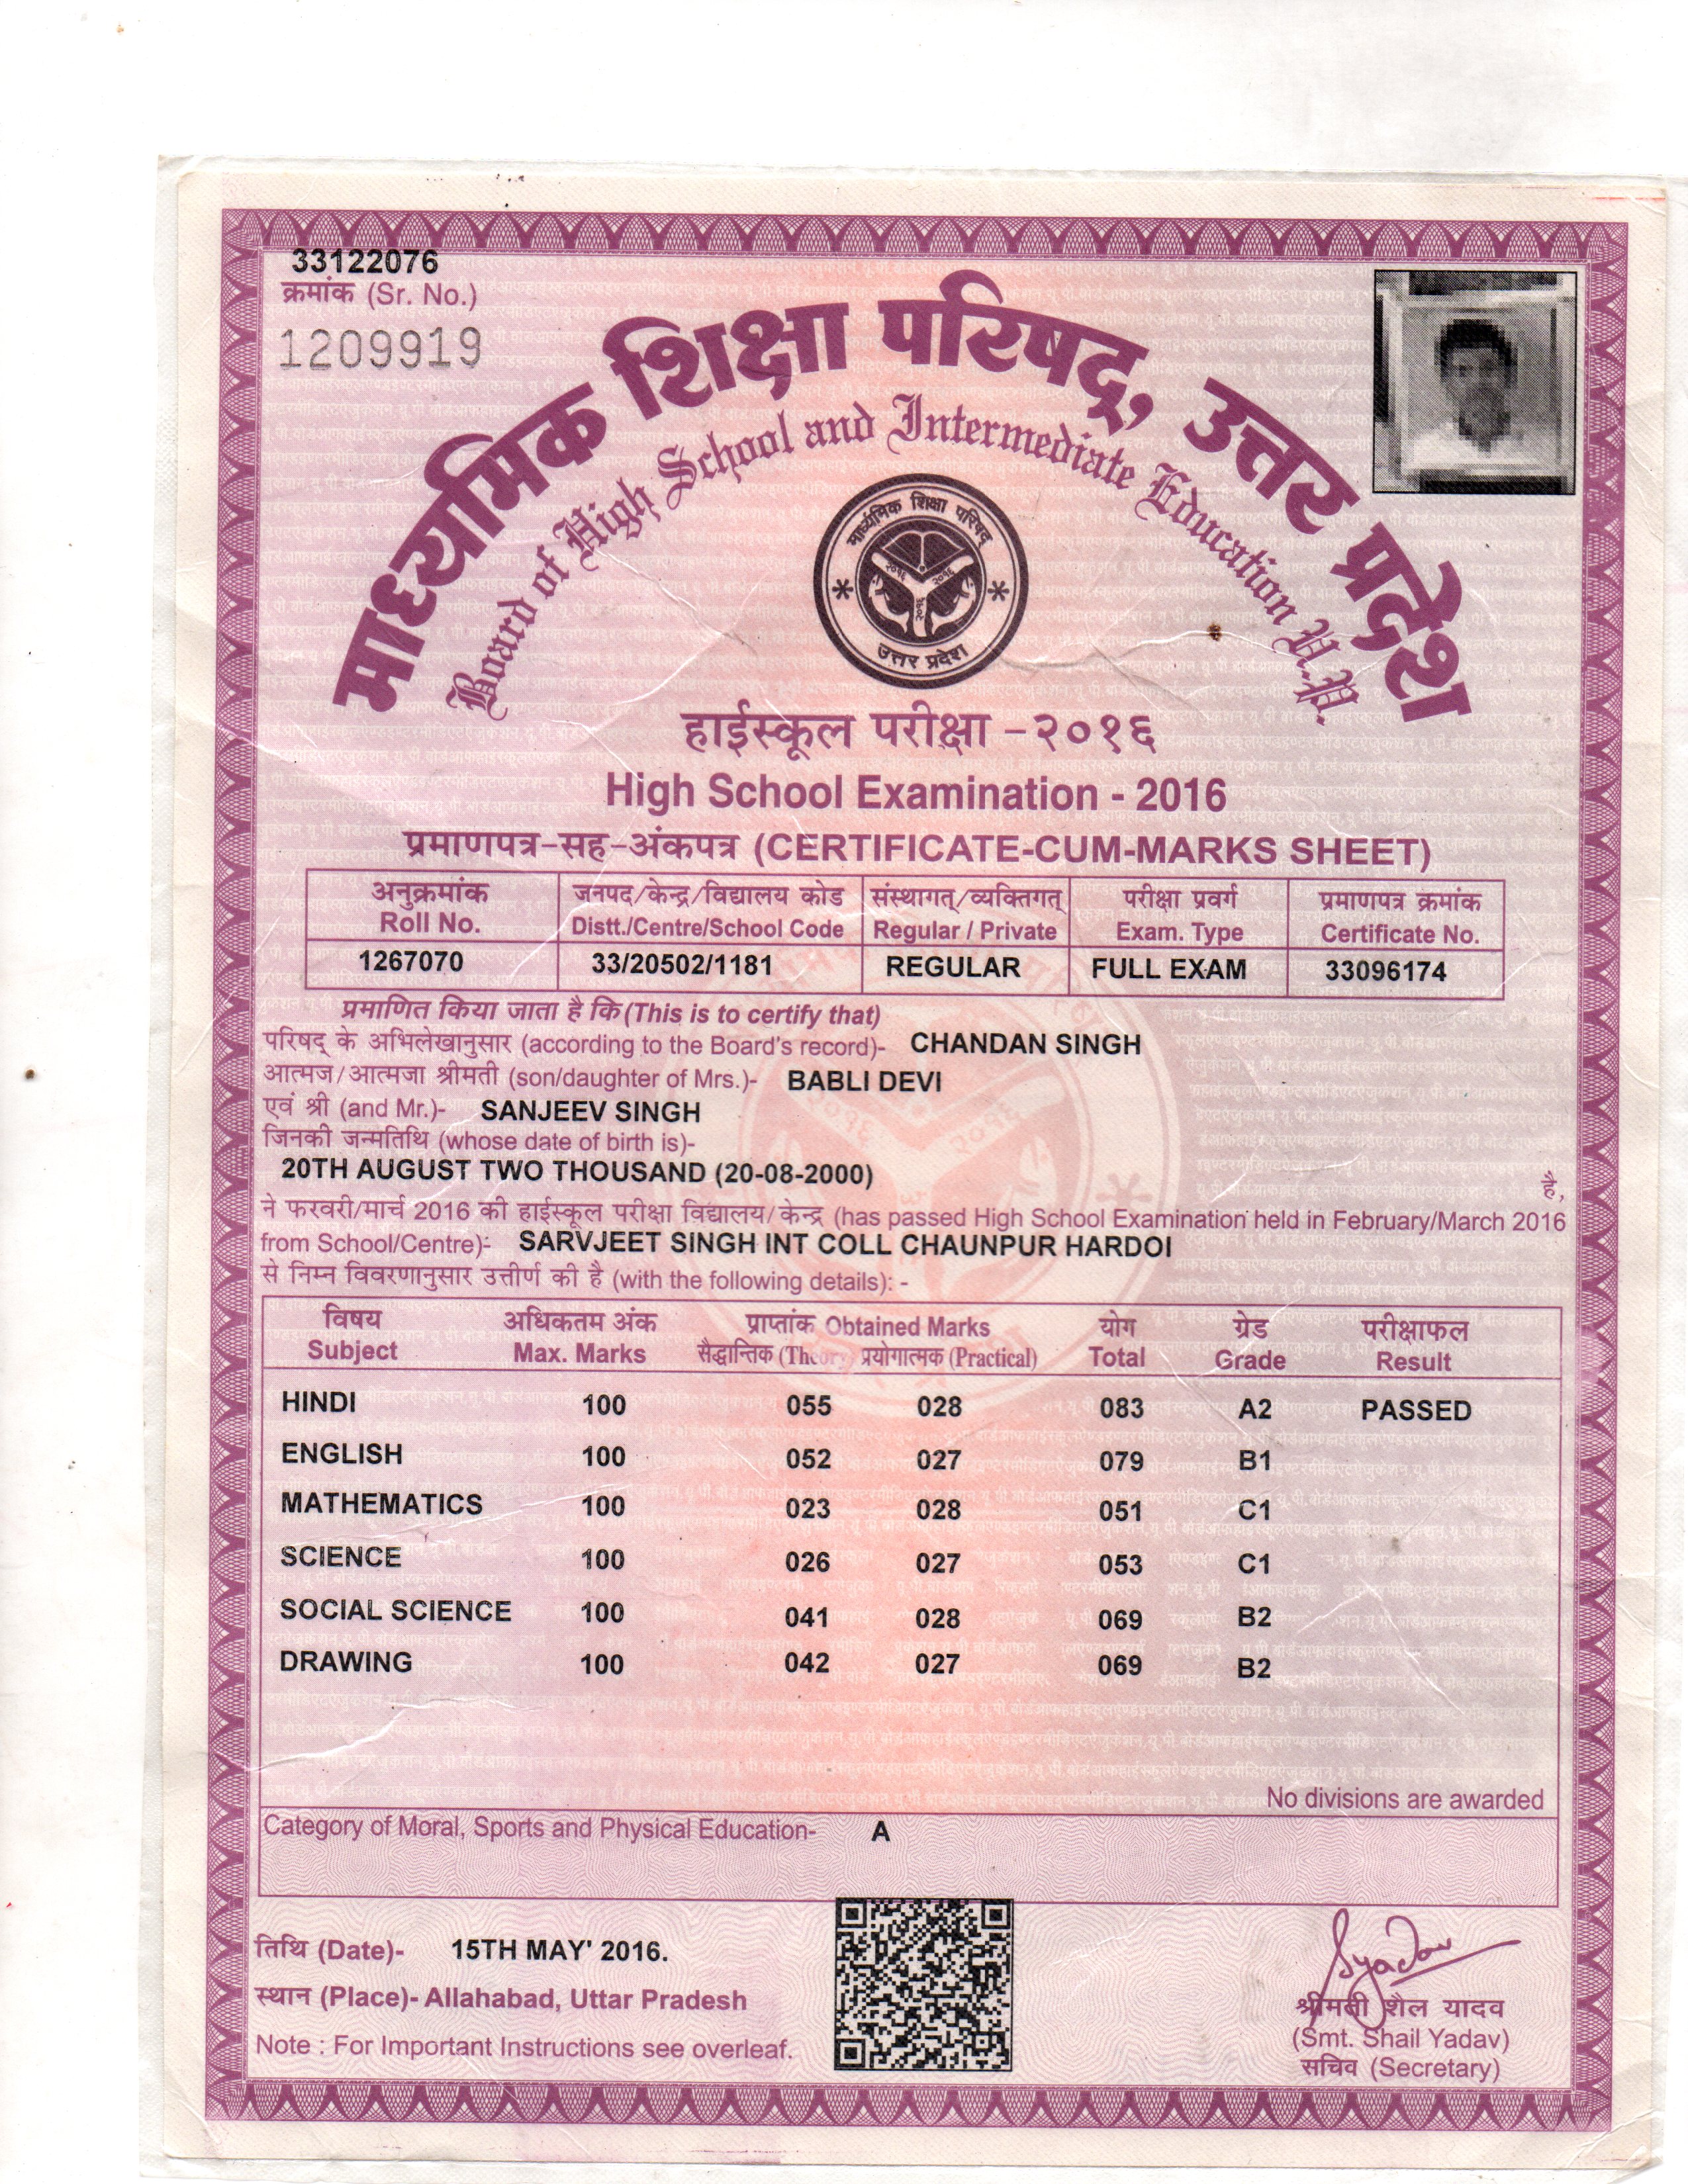 33122076
क्रमांक (Sr. No.)
1209919
माध्यमिक शिक्षा परिषद्, उत्तर प्रदेश
Board of High School and Intermediate Education U.P.
माध्यमिक शिक्षा परिषद्
२०१६ २०१६
२०१६
उत्तर प्रदेश
हाईस्कूल परीक्षा -२०१६
High School Examination - 2016
प्रमाणपत्र-सह-अंकपत्र (CERTIFICATE-CUM-MARKS SHEET)
अनुक्रमांक जनपद/केन्द्र/विद्यालय कोड संस्थागत्/व्यक्तिगत् परीक्षा प्रवर्ग प्रमाणपत्र क्रमांक
Roll No. Distt./Centre/School Code Regular / Private Exam. Type Certificate No.
1267070 33/20502/1181 REGULAR FULL EXAM 33096174
प्रमाणित किया जाता है कि (This is to certify that)
परिषद् के अभिलेखानुसार (according to the Board's record)- CHANDAN SINGH
आत्मज/आत्मजा श्रीमती (son/daughter of Mrs.)- BABLI DEVI
एवं श्री (and Mr.)- SANJEEV SINGH
जिनकी जन्मतिथि (whose date of birth is)-
20TH AUGUST TWO THOUSAND (20-08-2000) है,
ने फरवरी/मार्च 2016 की हाईस्कूल परीक्षा विद्यालय/केन्द्र (has passed High School Examination held in February/March 2016
from School/Centre)- SARVJEET SINGH INT COLL CHAUNPUR HARDOI
से निम्न विवरणानुसार उत्तीर्ण की है (with the following details): -
विषय अधिकतम अंक प्राप्तांक Obtained Marks योग ग्रेड परीक्षाफल
Subject Max. Marks सैद्धान्तिक (Theory) प्रयोगात्मक (Practical) Total Grade Result
HINDI 100 055 028 083 A2 PASSED
ENGLISH 100 052 027 079 B1
MATHEMATICS 100 023 028 051 C1
SCIENCE 100 026 027 053 C1
SOCIAL SCIENCE 100 041 028 069 B2
DRAWING 100 042 027 069 B2
No divisions are awarded
Category of Moral, Sports and Physical Education- A
तिथि (Date)- 15TH MAY' 2016.
स्थान (Place)- Allahabad, Uttar Pradesh
Note : For Important Instructions see overleaf.
Syadav
श्रीमती शैल यादव
(Smt. Shail Yadav)
सचिव (Secretary)